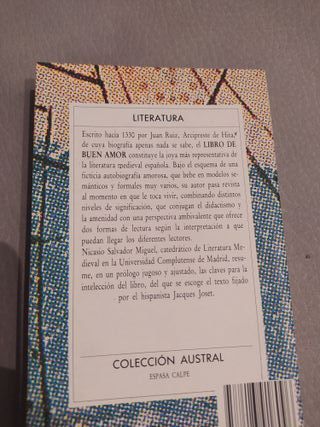 LITERATURA
Escrito hacia 1330 por Juan Ruiz, Arcipreste de Hita,
de cuya biografía apenas nada se sabe, el LIBRO DE
BUEN AMOR constituye la joya más representativa de
la literatura medieval española. Bajo el esquema de una
ficticia autobiografía amorosa, que bebe en modelos se-
mánticos y formales muy varios, su autor pasa revista
al momento en que le toca vivir, combinando distintos
niveles de significación, que conjugan el didactismo y
la amenidad con una perspectiva ambivalente que ofrece
dos formas de lectura según la interpretación a que
puedan llegar los diferentes lectores.
Nicasio Salvador Miguel, catedrático de Literatura Me-
dieval en la Universidad Complutense de Madrid, resu-
me, en un prólogo jugoso y ajustado, las claves para la
intelección del libro, del que se escoge el texto fijado
por el hispanista Jacques Joset.
COLECCIÓN AUSTRAL
ESPASA CALPE